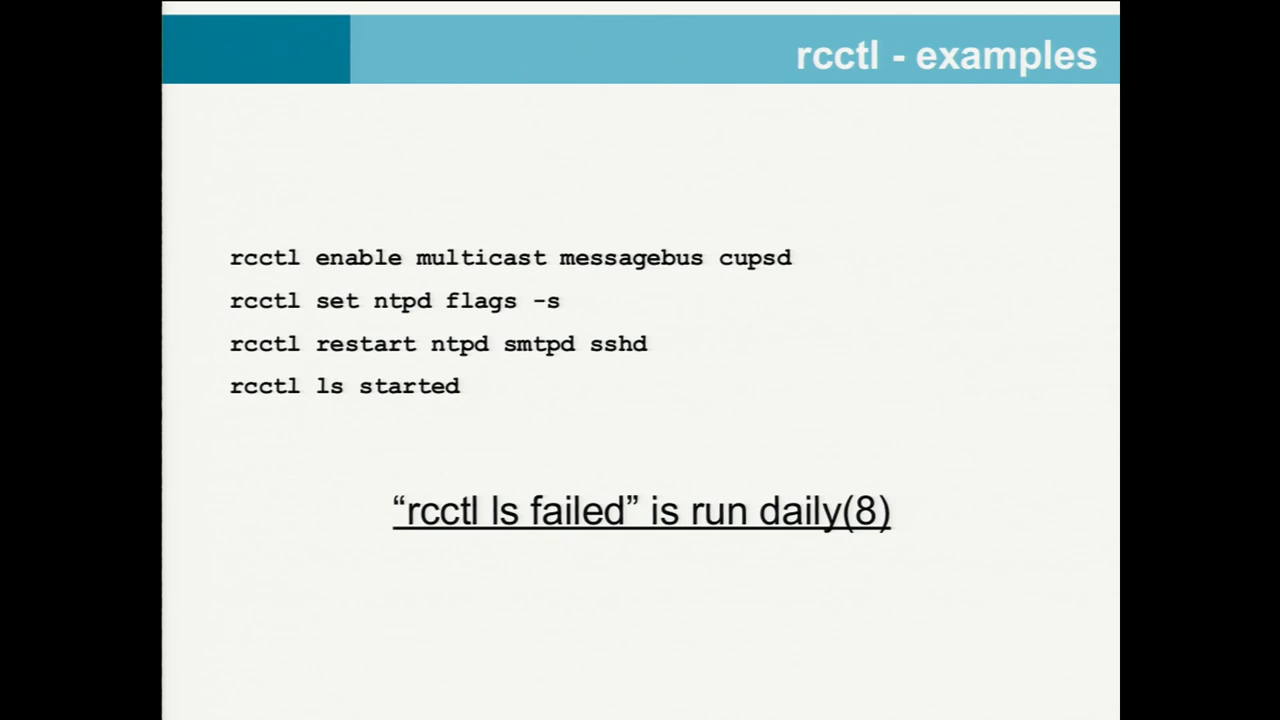 rcctl - examples
rcctl enable multicast messagebus cupsd
rcctl set ntpd flags -s
rcctl restart ntpd smtpd sshd
rcctl ls started
“rcctl ls failed” is run daily(8)